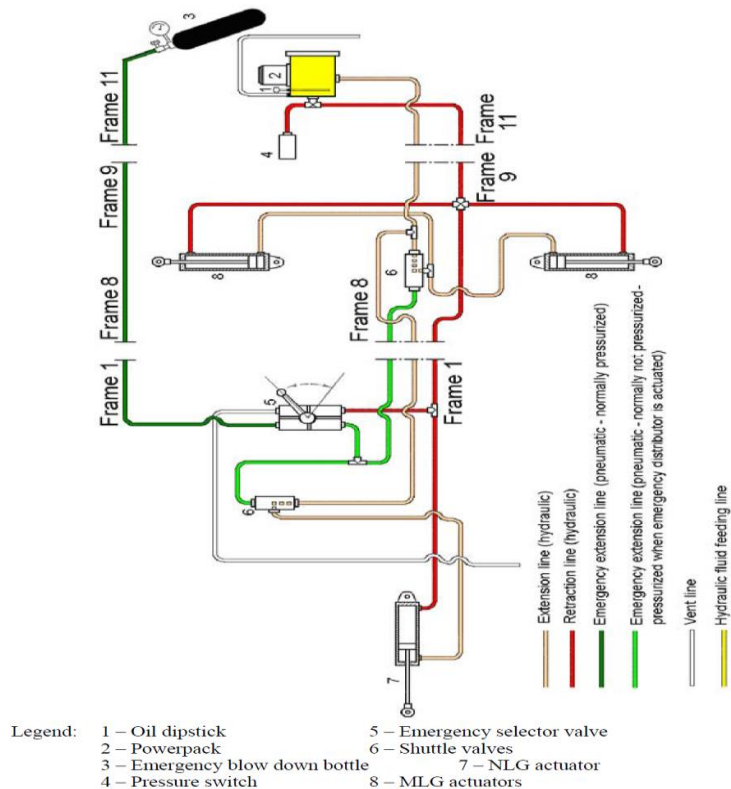 3
2
1
4
Frame 11
Frame 11
Frame 9
Frame
9
8
6
8
Frame 8
Frame 8
Frame 1
Frame 1
5
6
7
Extension line (hydraulic)
Retraction line (hydraulic)
Emergency extension line (pneumatic - normally pressurized)
Emergency extension line (pneumatic - normally not pressurized-
pressurized when emergency distributor is actuated)
Vent line
Hydraulic fluid feeding line
Legend: 1 – Oil dipstick 5 – Emergency selector valve
2 – Powerpack 6 – Shuttle valves
3 – Emergency blow down bottle 7 – NLG actuator
4 – Pressure switch 8 – MLG actuators